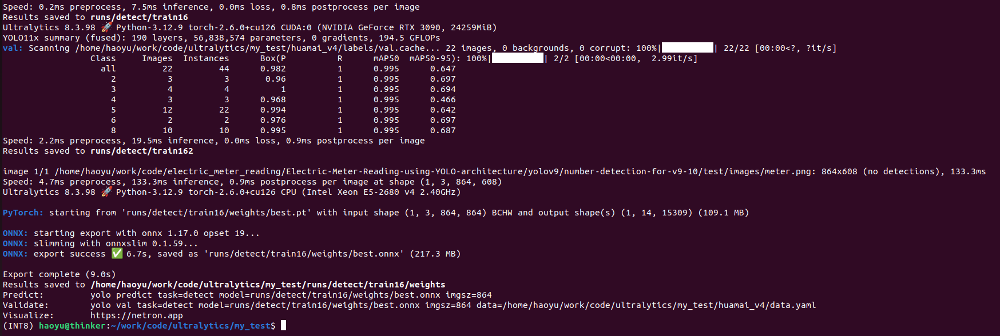 Speed: 0.2ms preprocess, 7.5ms inference, 0.0ms loss, 0.8ms postprocess per image
Results saved to runs/detect/train16
Ultralytics 8.3.98 🚀 Python-3.12.9 torch-2.6.0+cu126 CUDA:0 (NVIDIA GeForce RTX 3090, 24259MiB)
YOLO11x summary (fused): 190 layers, 56,838,574 parameters, 0 gradients, 194.5 GFLOPs
val: Scanning /home/haoyu/work/code/ultralytics/my_test/huamai_v4/labels/val.cache... 22 images, 0 backgrounds, 0 corrupt: 100%|██████████| 22/22 [00:00<?, ?it/s]
Class Images Instances Box(P R mAP50 mAP50-95): 100%|██████████| 2/2 [00:00<00:00, 2.99it/s]
all 22 44 0.982 1 0.995 0.647
2 3 3 0.96 1 0.995 0.697
3 4 4 1 1 0.995 0.694
4 3 3 0.968 1 0.995 0.466
5 12 22 0.994 1 0.995 0.642
6 2 2 0.976 1 0.995 0.697
8 10 10 0.995 1 0.995 0.687
Speed: 2.2ms preprocess, 19.5ms inference, 0.0ms loss, 0.9ms postprocess per image
Results saved to runs/detect/train162
image 1/1 /home/haoyu/work/code/electric_meter_reading/Electric-Meter-Reading-using-YOLO-architecture/yolov9/number-detection-for-v9-10/test/images/meter.png: 864x608 (no detections), 133.3ms
Speed: 4.7ms preprocess, 133.3ms inference, 0.9ms postprocess per image at shape (1, 3, 864, 608)
Ultralytics 8.3.98 🚀 Python-3.12.9 torch-2.6.0+cu126 CPU (Intel Xeon E5-2680 v4 2.40GHz)
PyTorch: starting from 'runs/detect/train16/weights/best.pt' with input shape (1, 3, 864, 864) BCHW and output shape(s) (1, 14, 15309) (109.1 MB)
ONNX: starting export with onnx 1.17.0 opset 19...
ONNX: slimming with onnxslim 0.1.59...
ONNX: export success ✅ 6.7s, saved as 'runs/detect/train16/weights/best.onnx' (217.3 MB)
Export complete (9.0s)
Results saved to /home/haoyu/work/code/ultralytics/my_test/runs/detect/train16/weights
Predict: yolo predict task=detect model=runs/detect/train16/weights/best.onnx imgsz=864
Validate: yolo val task=detect model=runs/detect/train16/weights/best.onnx imgsz=864 data=/home/haoyu/work/code/ultralytics/my_test/huamai_v4/data.yaml
Visualize: https://netron.app
(INT8) haoyu@thinker:~/work/code/ultralytics/my_test$